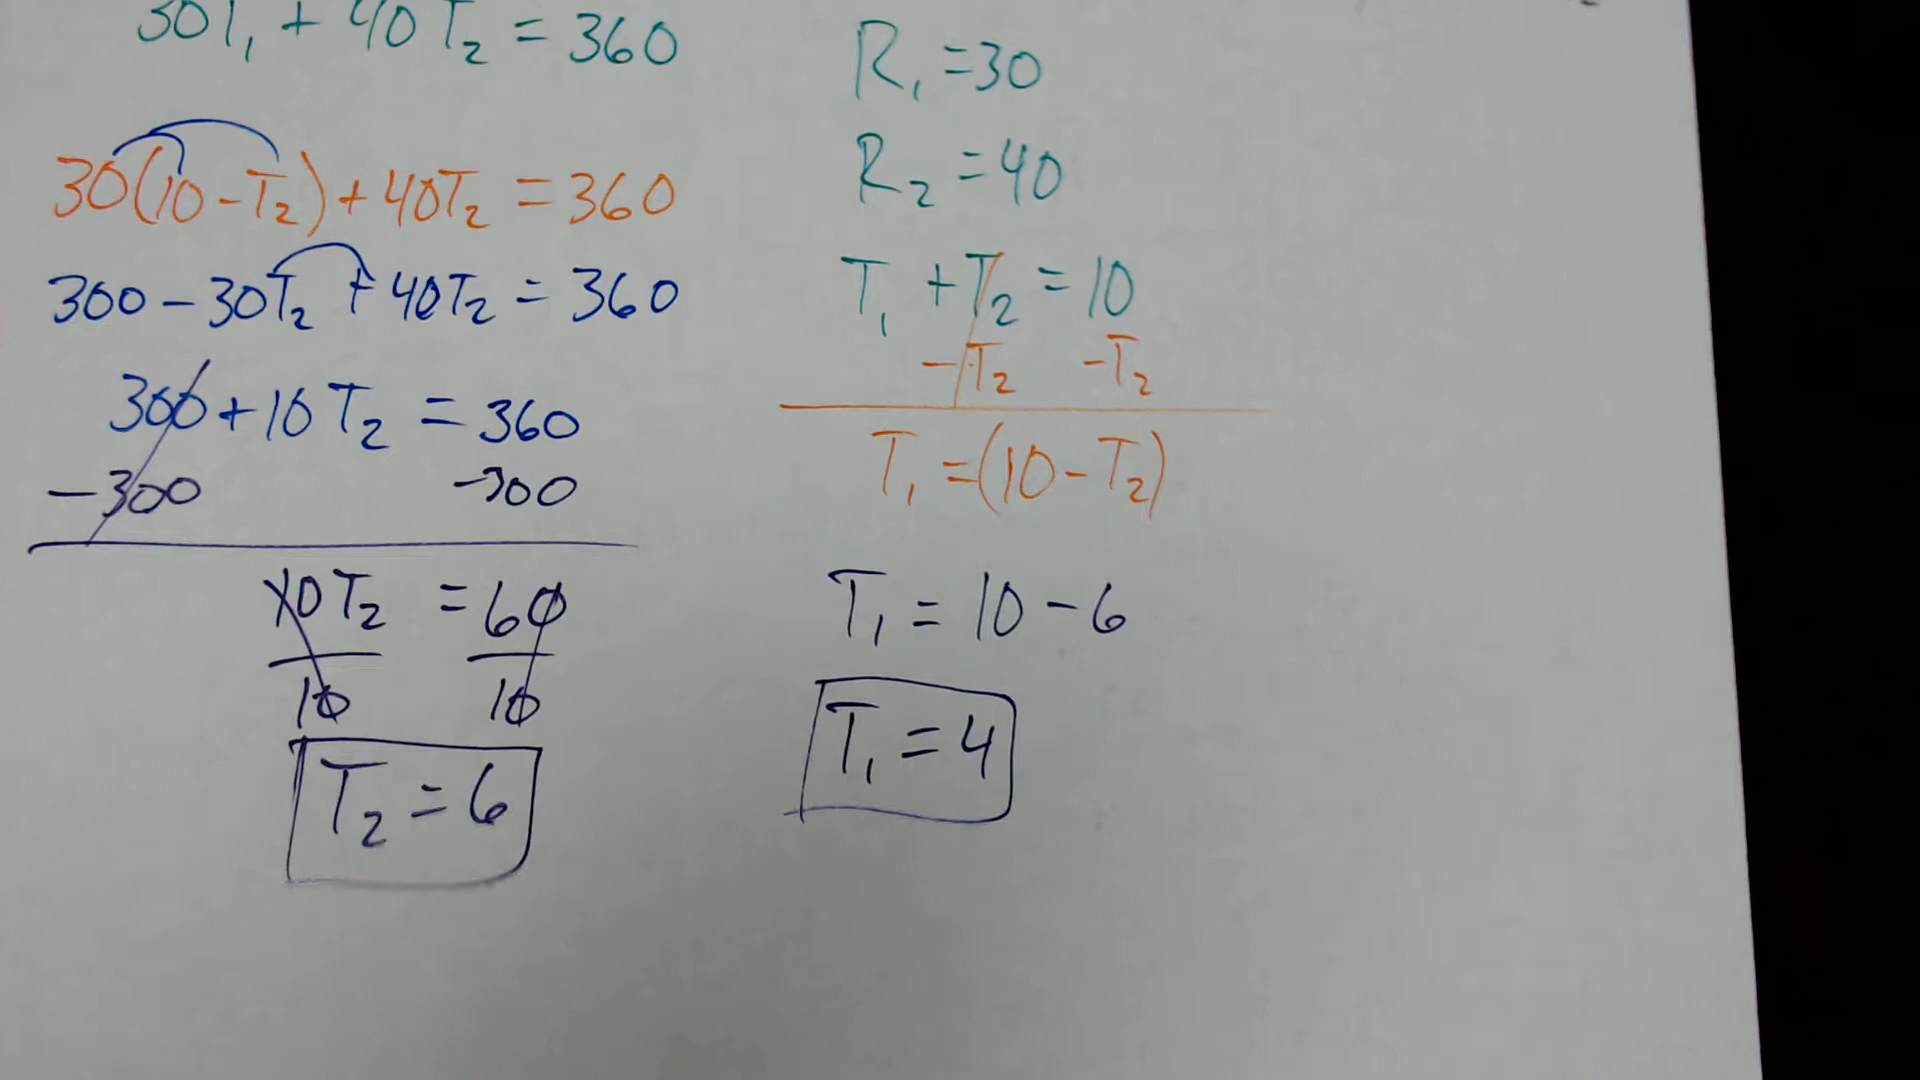 30T₁ + 40T₂ = 360
30(10 - T₂) + 40T₂ = 360
300 - 30T₂ + 40T₂ = 360
300 + 10T₂ = 360
-300 -300
10T₂ = 60
10 10
T₂ = 6
R₁ = 30
R₂ = 40
T₁ + T₂ = 10
-T₂ -T₂
T₁ = (10 - T₂)
T₁ = 10 - 6
T₁ = 4